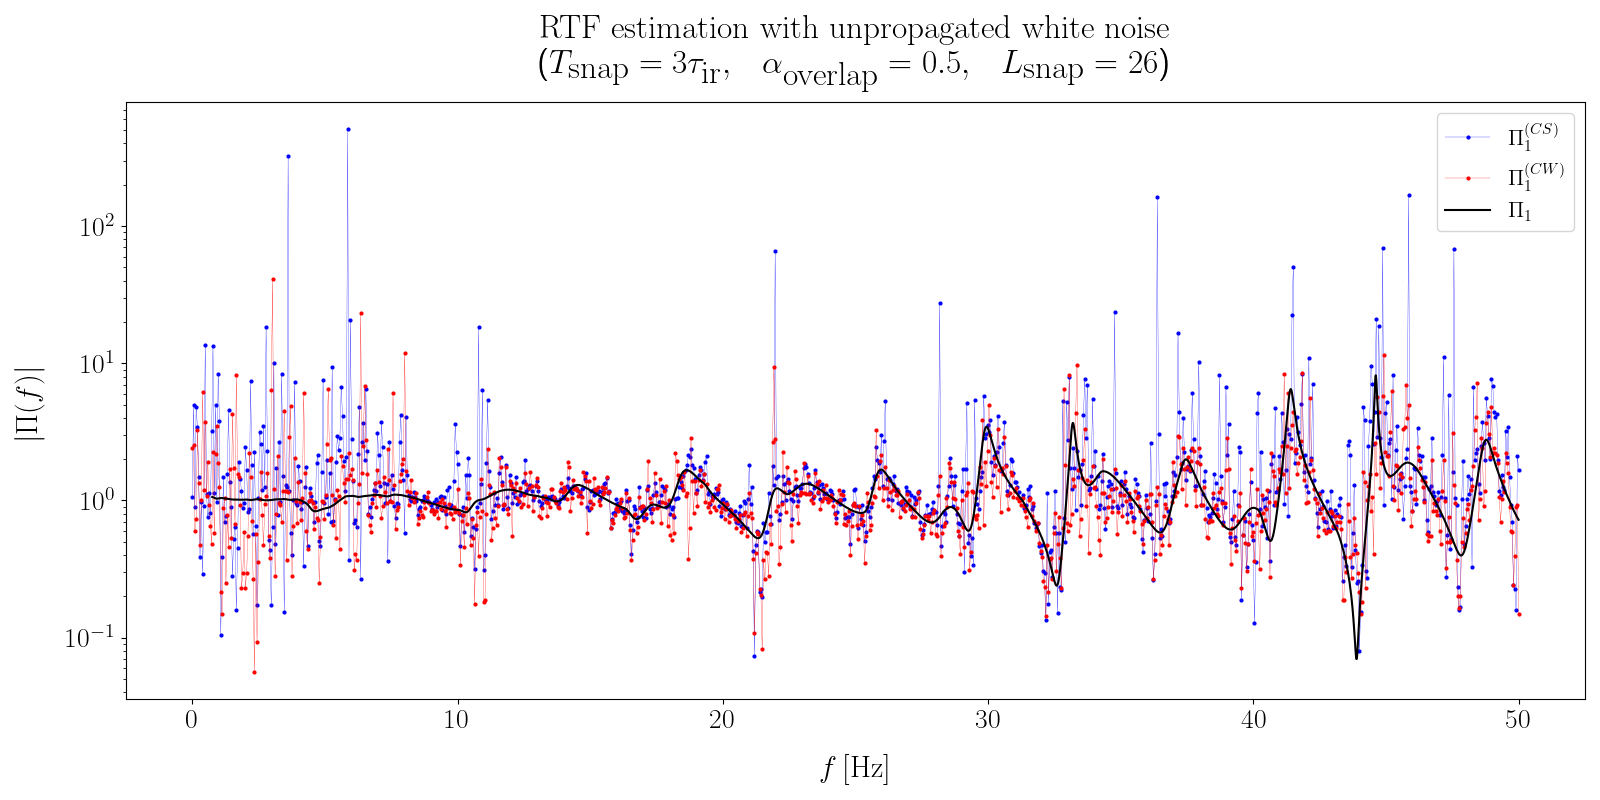 RTF estimation with unpropagated white noise
(T_snap = 3τ_ir, α_overlap = 0.5, L_snap = 26)
|Π(f)|
10^2
10^1
10^0
10^−1
Π_1^(CS)
Π_1^(CW)
Π_1
0 10 20 30 40 50
f [Hz]